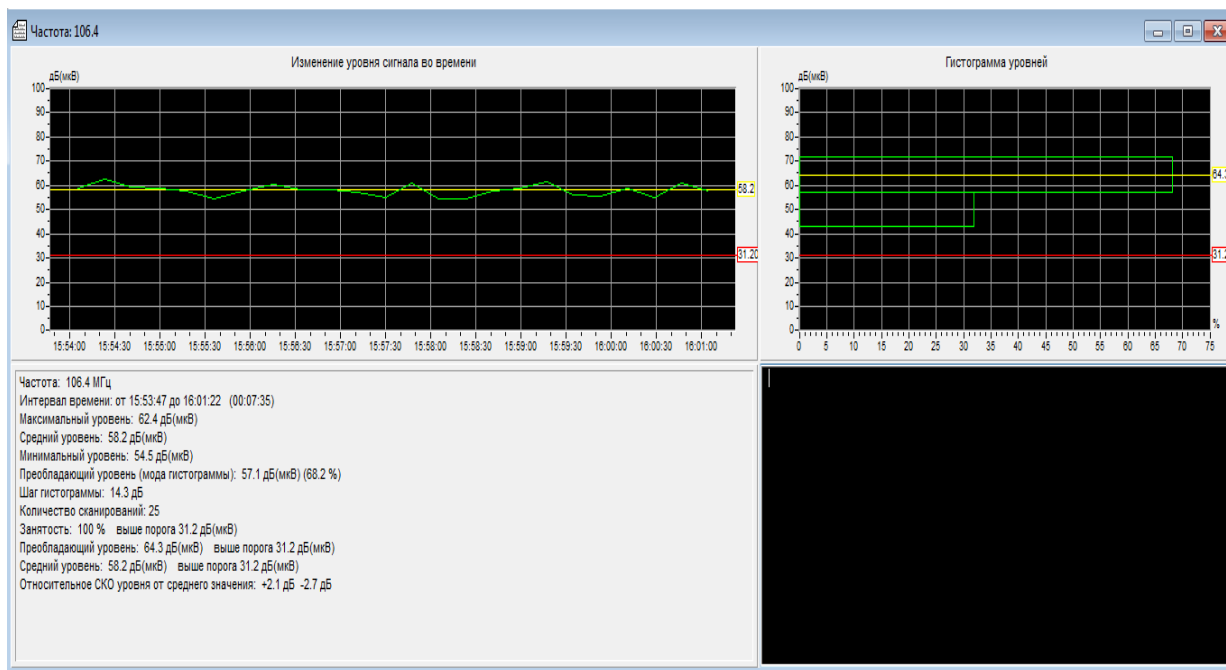 Частота: 106.4
Изменение уровня сигнала во времени
дБ(мкВ)
100
90
80
70
60
50
40
30
20
10
0
58.2
31.20
15:54:00 15:54:30 15:55:00 15:55:30 15:56:00 15:56:30 15:57:00 15:57:30 15:58:00 15:58:30 15:59:00 15:59:30 16:00:00 16:00:30 16:01:00
Гистограмма уровней
дБ(мкВ)
100
90
80
70
60
50
40
30
20
10
0
64.3
31.2
%
0 5 10 15 20 25 30 35 40 45 50 55 60 65 70 75
Частота: 106.4 МГц
Интервал времени: от 15:53:47 до 16:01:22 (00:07:35)
Максимальный уровень: 62.4 дБ(мкВ)
Средний уровень: 58.2 дБ(мкВ)
Минимальный уровень: 54.5 дБ(мкВ)
Преобладающий уровень (мода гистограммы): 57.1 дБ(мкВ) (68.2 %)
Шаг гистограммы: 14.3 дБ
Количество сканирований: 25
Занятость: 100 % выше порога 31.2 дБ(мкВ)
Преобладающий уровень: 64.3 дБ(мкВ) выше порога 31.2 дБ(мкВ)
Средний уровень: 58.2 дБ(мкВ) выше порога 31.2 дБ(мкВ)
Относительное СКО уровня от среднего значения: +2.1 дБ -2.7 дБ